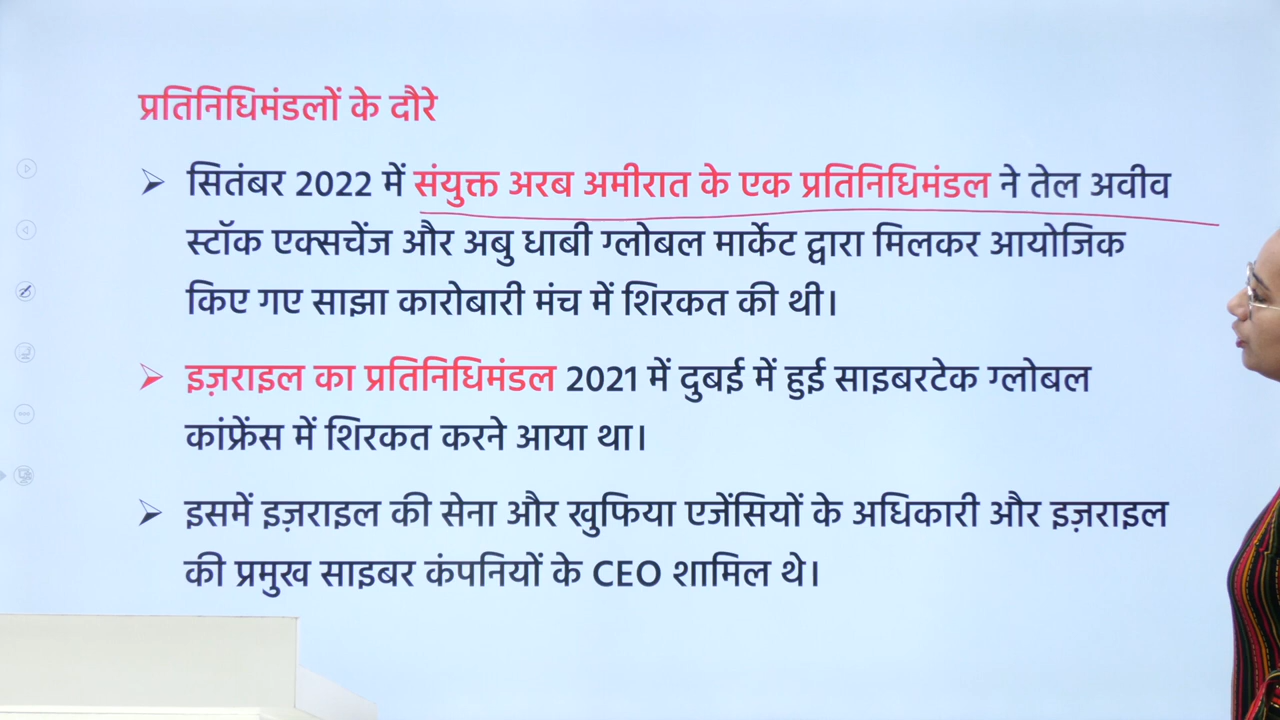 प्रतिनिधिमंडलों के दौरे
➢ सितंबर 2022 में संयुक्त अरब अमीरात के एक प्रतिनिधिमंडल ने तेल अवीव
स्टॉक एक्सचेंज और अबु धाबी ग्लोबल मार्केट द्वारा मिलकर आयोजिक
किए गए साझा कारोबारी मंच में शिरकत की थी।
➢ इज़राइल का प्रतिनिधिमंडल 2021 में दुबई में हुई साइबरटेक ग्लोबल
कांफ्रेंस में शिरकत करने आया था।
➢ इसमें इज़राइल की सेना और खुफिया एजेंसियों के अधिकारी और इज़राइल
की प्रमुख साइबर कंपनियों के CEO शामिल थे।